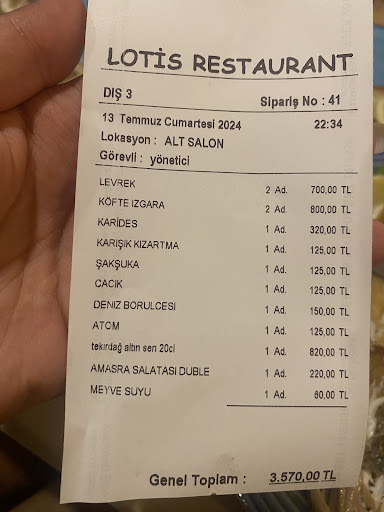 LOTİS RESTAURANT
DIŞ 3 Sipariş No : 41
13 Temmuz Cumartesi 2024 22:34
Lokasyon : ALT SALON
Görevli : yönetici
LEVREK 2 Ad. 700,00 TL
KÖFTE IZGARA 2 Ad. 800,00 TL
KARİDES 1 Ad. 320,00 TL
KARIŞIK KIZARTMA 1 Ad. 125,00 TL
ŞAKŞUKA 1 Ad. 125,00 TL
CACIK 1 Ad. 125,00 TL
DENİZ BORULCESİ 1 Ad. 150,00 TL
ATOM 1 Ad. 125,00 TL
tekirdağ altın seri 20cl 1 Ad. 820,00 TL
AMASRA SALATASI DUBLE 1 Ad. 220,00 TL
MEYVE SUYU 1 Ad. 60,00 TL
Genel Toplam : 3.570,00 TL